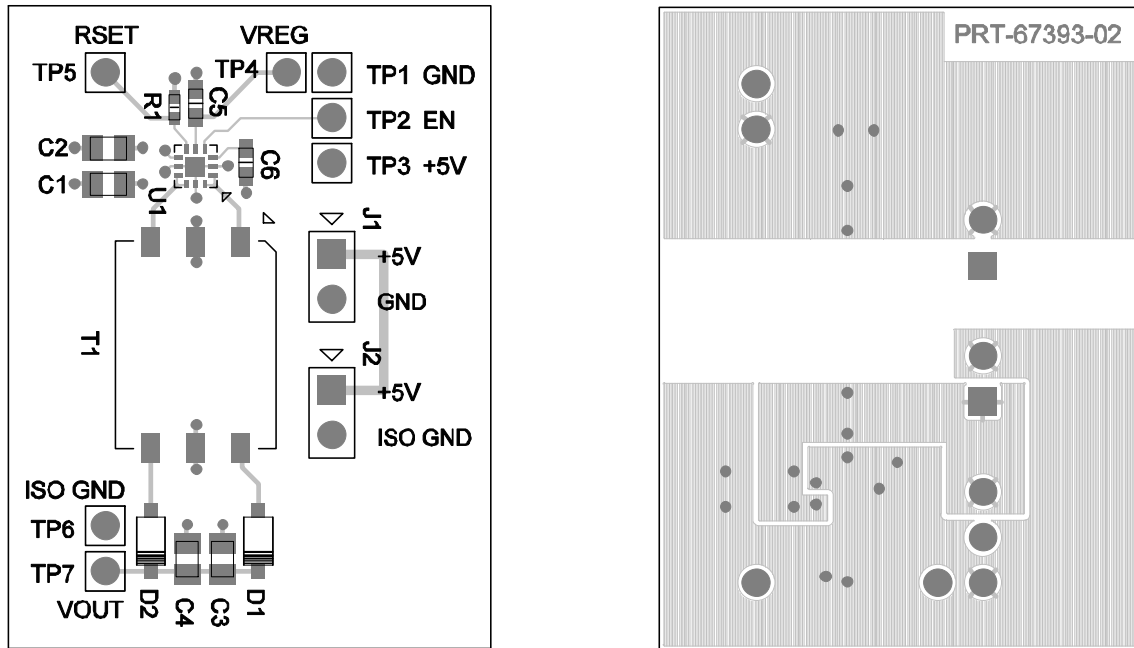 RSET VREG
TP5 TP4 TP1 GND
R1 C5
TP2 EN
C2
C6 TP3 +5V
C1
U1
J1
+5V
GND
T1
J2
+5V
ISO GND
ISO GND
TP6
TP7
VOUT D2 C4 C3 D1
PRT-67393-02